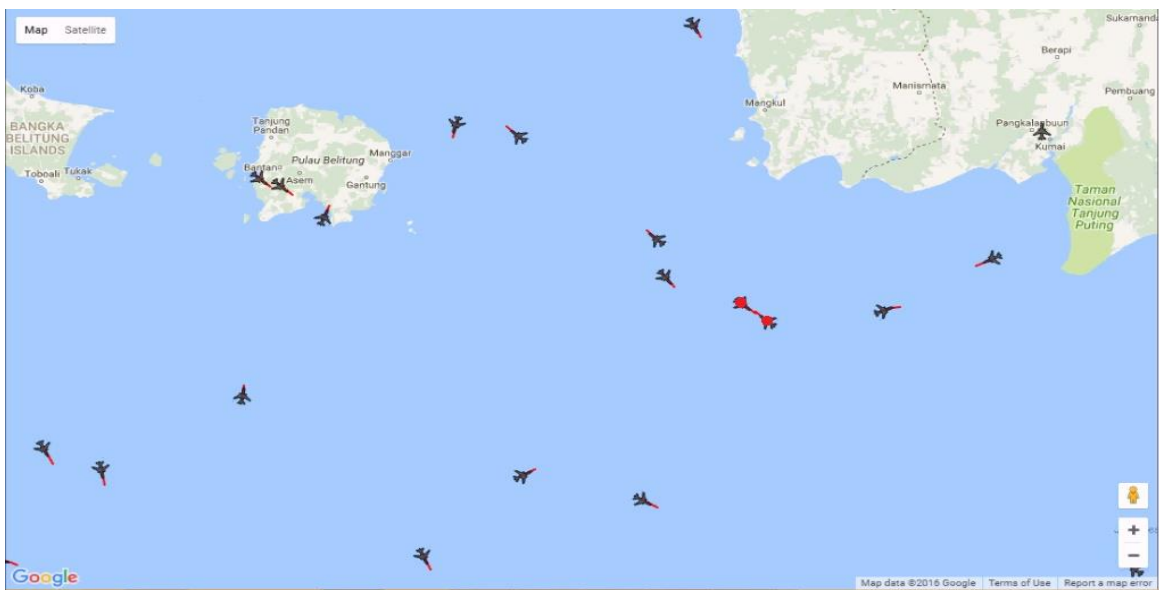 Map Satellite
Sukamanda
Berapi
Koba
Manismata
Pembuang
Mangkul
Tanjung
Pandan
BANGKA
BELITUNG
ISLANDS
Pangkalanbuun
Kumai
Manggar
Pulau Belitung
Bantan
Toboali Tukak
Asem
Gantung
Taman
Nasional
Tanjung
Puting
Google
Map data ©2016 Google Terms of Use Report a map error